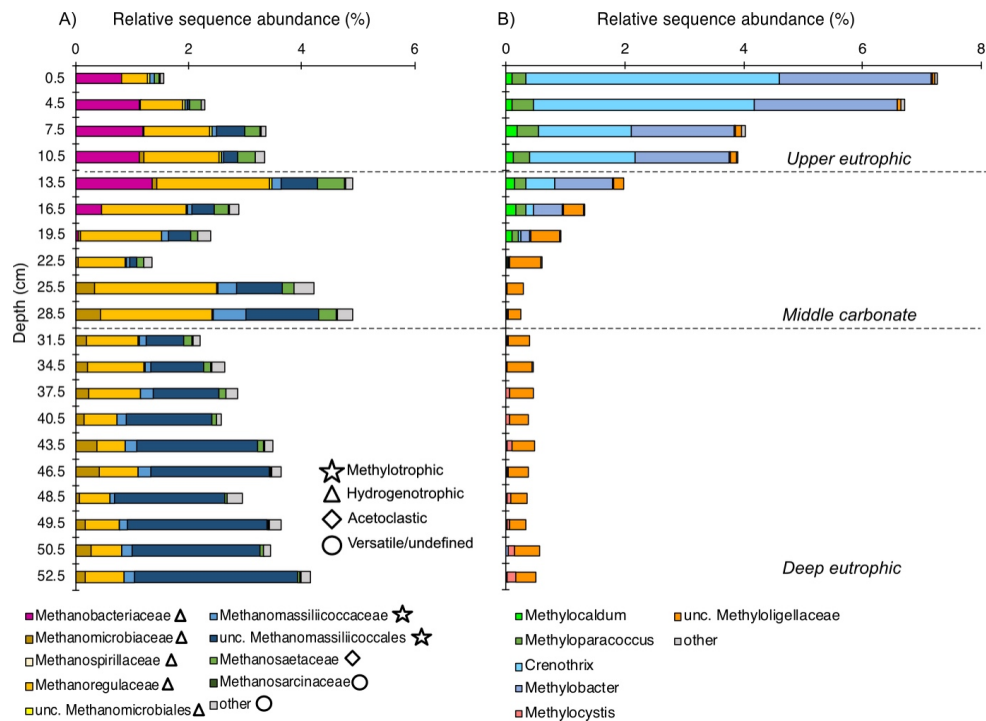 A) Relative sequence abundance (%)
0 2 4 6
B) Relative sequence abundance (%)
0 2 4 6 8
Depth (cm)
0.5
4.5
7.5
10.5
13.5
16.5
19.5
22.5
25.5
28.5
31.5
34.5
37.5
40.5
43.5
46.5
48.5
49.5
50.5
52.5
Upper eutrophic
Middle carbonate
Deep eutrophic
Methylotrophic
Hydrogenotrophic
Acetoclastic
Versatile/undefined
Methanobacteriaceae
Methanomicrobiaceae
Methanospirillaceae
Methanoregulaceae
unc. Methanomicrobiales
Methanomassiliicoccaceae
unc. Methanomassiliicoccales
Methanosaetaceae
Methanosarcinaceae
other
Methylocaldum
Methyloparacoccus
Crenothrix
Methylobacter
Methylocystis
unc. Methyloligellaceae
other